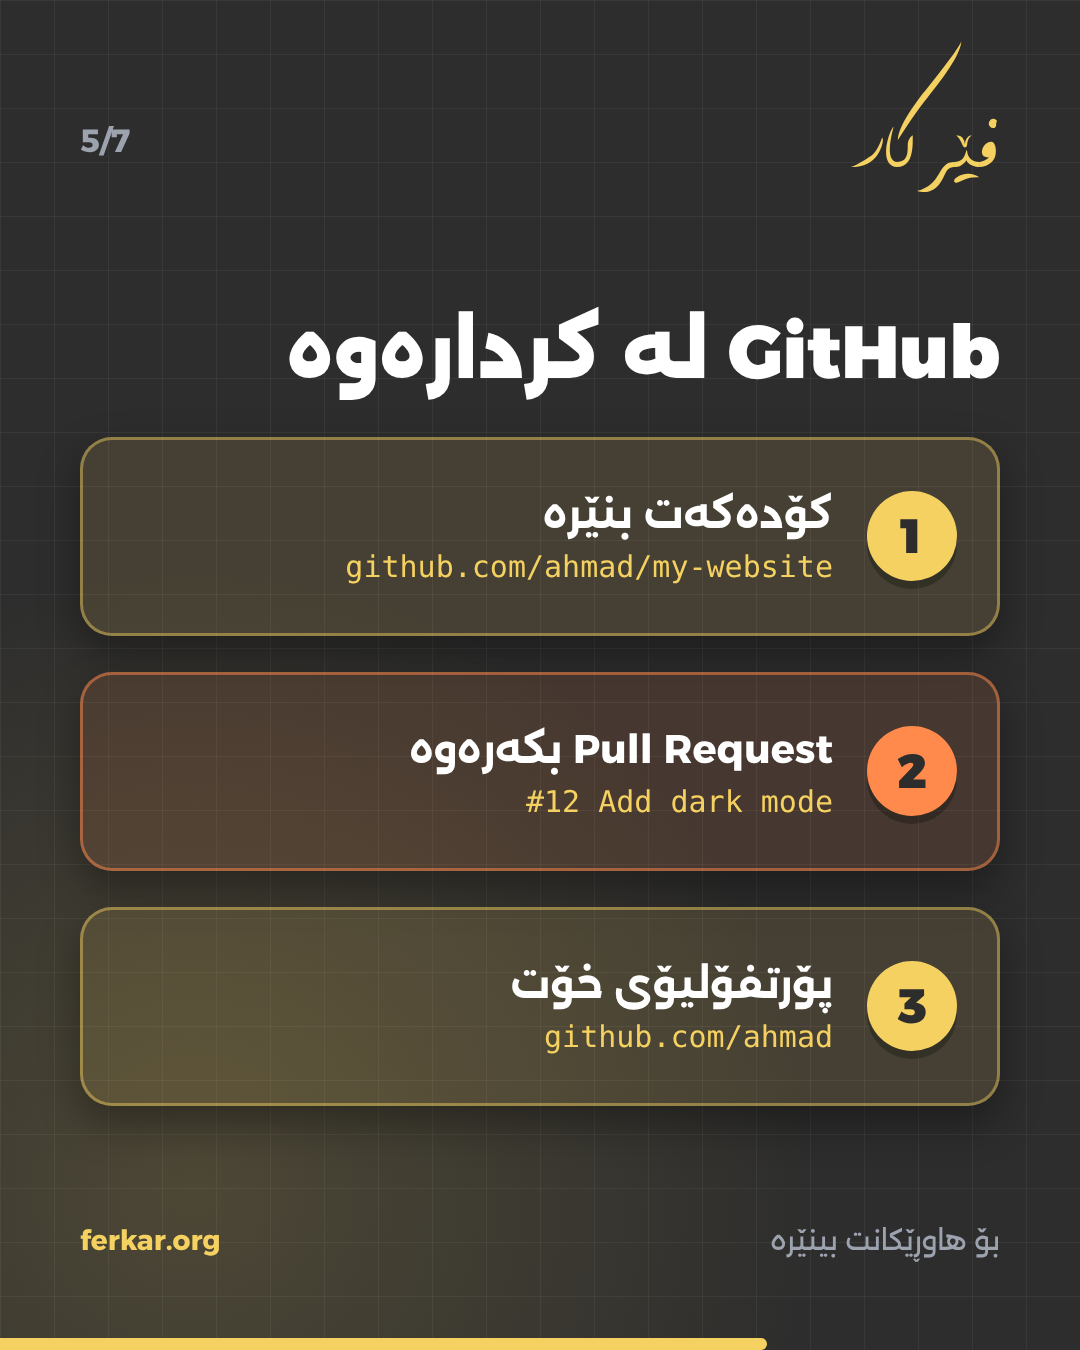 5/7
فێرکار
GitHub لە کردارەوە
1
کۆدەکەت بنێرە
github.com/ahmad/my-website
2
Pull Request بکەرەوە
#12 Add dark mode
3
پۆرتفۆلیۆی خۆت
github.com/ahmad
بۆ هاوڕێکانت بینێرە
ferkar.org